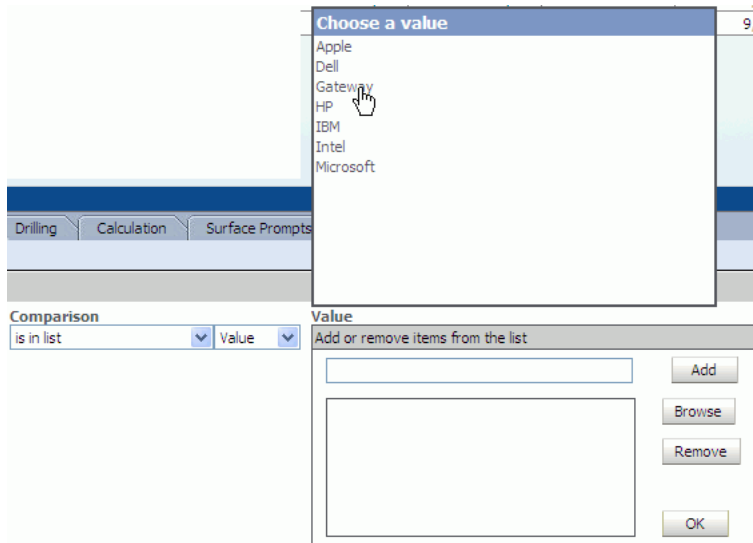 Choose a value
9,
Apple
Dell
Gateway
HP
IBM
Intel
Microsoft
Drilling Calculation Surface Prompts
Comparison Value
is in list Value Add or remove items from the list
Add
Browse
Remove
OK